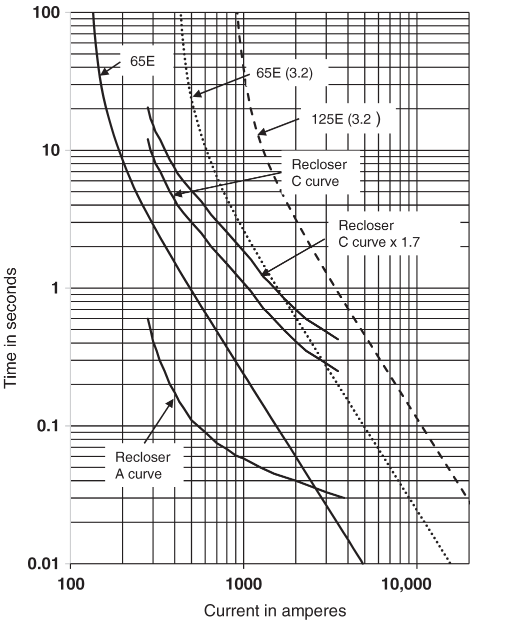 100
10
1
0.1
0.01
Time in seconds
65E
65E (3.2)
125E (3.2 )
Recloser
C curve
Recloser
C curve x 1.7
Recloser
A curve
100
1000
10,000
Current in amperes